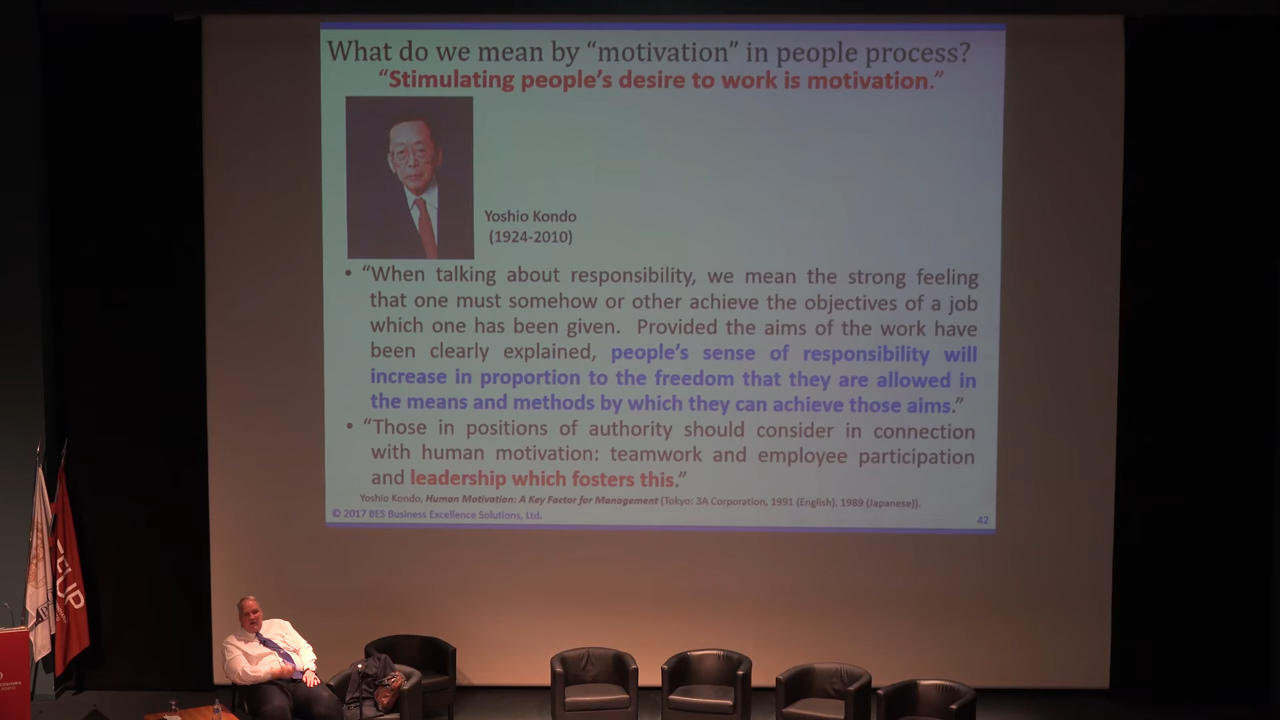 What do we mean by “motivation” in people process?
“Stimulating people’s desire to work is motivation.”
Yoshio Kondo
(1924-2010)
• “When talking about responsibility, we mean the strong feeling
that one must somehow or other achieve the objectives of a job
which one has been given. Provided the aims of the work have
been clearly explained, people’s sense of responsibility will
increase in proportion to the freedom that they are allowed in
the means and methods by which they can achieve those aims.”
• “Those in positions of authority should consider in connection
with human motivation: teamwork and employee participation
and leadership which fosters this.”
Yoshio Kondo, Human Motivation: A Key Factor for Management (Tokyo: 3A Corporation, 1991 (English), 1989 (Japanese)).
© 2017 BES Business Excellence Solutions, Ltd.
42
FEUP